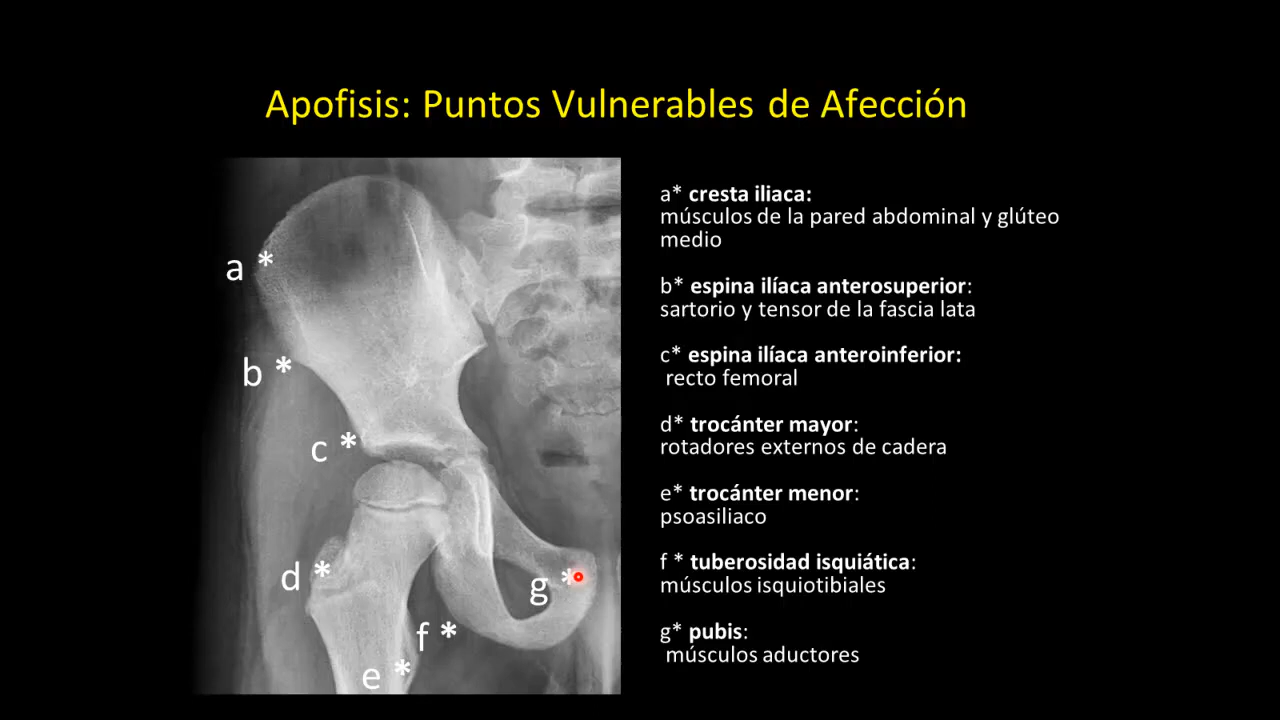 Apofisis: Puntos Vulnerables de Afección
a* cresta iliaca:
músculos de la pared abdominal y glúteo
medio
b* espina ilíaca anterosuperior:
sartorio y tensor de la fascia lata
c* espina ilíaca anteroinferior:
recto femoral
d* trocánter mayor:
rotadores externos de cadera
e* trocánter menor:
psoasiliaco
f * tuberosidad isquiática:
músculos isquiotibiales
g* pubis:
músculos aductores
a *
b *
c *
d *
g *
f *
e *